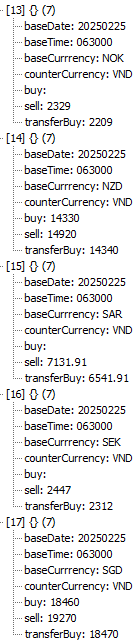 [13] {} (7)
baseDate: 20250225
baseTime: 063000
baseCurrrency: NOK
counterCurrency: VND
buy:
sell: 2329
transferBuy: 2209
[14] {} (7)
baseDate: 20250225
baseTime: 063000
baseCurrrency: NZD
counterCurrency: VND
buy: 14330
sell: 14920
transferBuy: 14340
[15] {} (7)
baseDate: 20250225
baseTime: 063000
baseCurrrency: SAR
counterCurrency: VND
buy:
sell: 7131.91
transferBuy: 6541.91
[16] {} (7)
baseDate: 20250225
baseTime: 063000
baseCurrrency: SEK
counterCurrency: VND
buy:
sell: 2447
transferBuy: 2312
[17] {} (7)
baseDate: 20250225
baseTime: 063000
baseCurrrency: SGD
counterCurrency: VND
buy: 18460
sell: 19270
transferBuy: 18470